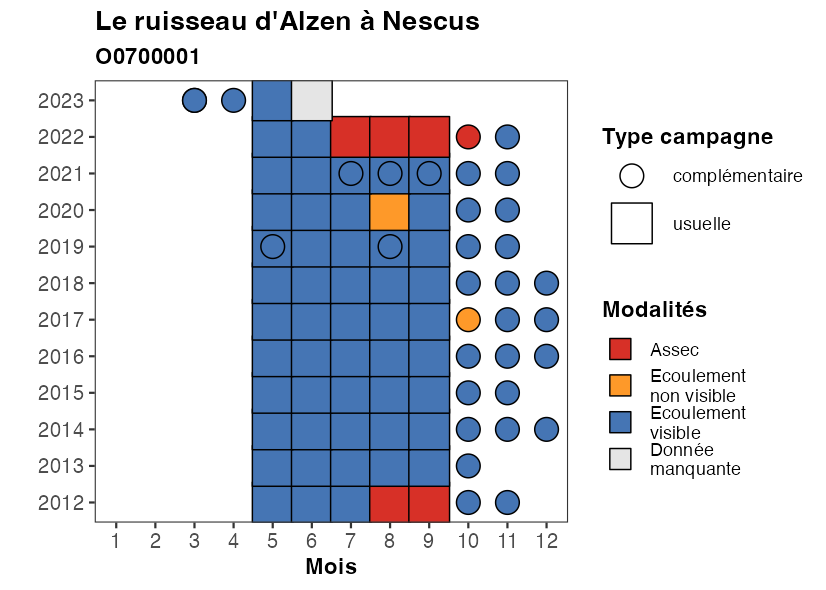 Le ruisseau d'Alzen à Nescus
O0700001
2023
2022
2021
2020
2019
2018
2017
2016
2015
2014
2013
2012
1 2 3 4 5 6 7 8 9 10 11 12
Mois
Type campagne
complémentaire
usuelle
Modalités
Assec
Ecoulement
non visible
Ecoulement
visible
Donnée
manquante